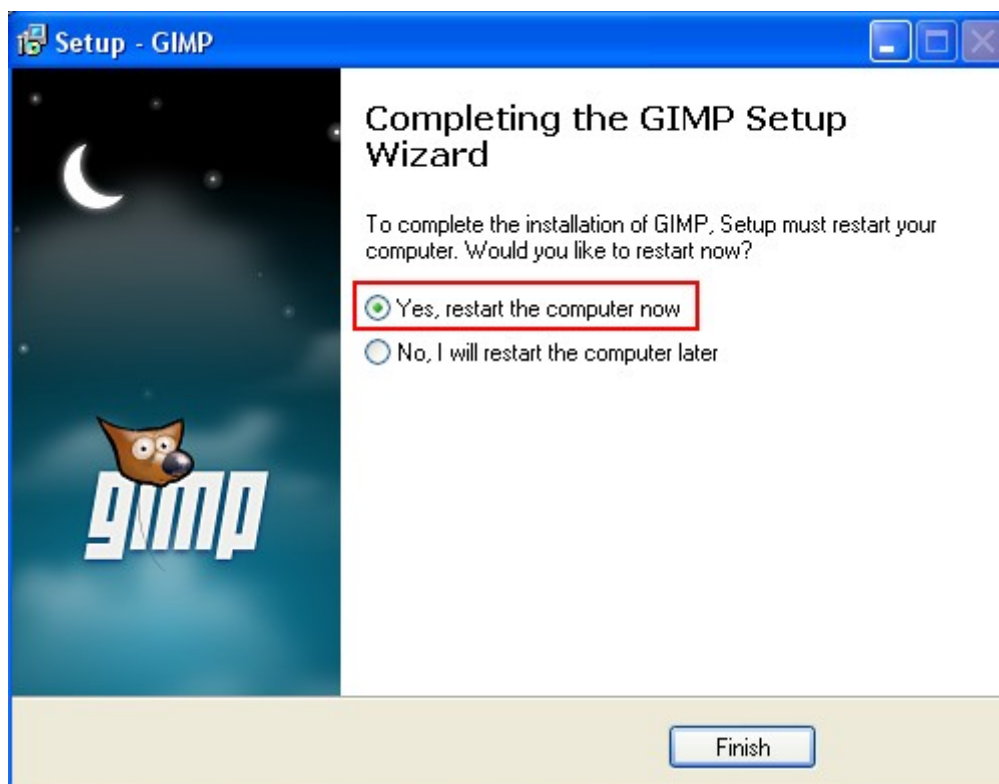 Setup - GIMP
Completing the GIMP Setup
Wizard
To complete the installation of GIMP, Setup must restart your
computer. Would you like to restart now?
Yes, restart the computer now
No, I will restart the computer later
gimp
Finish